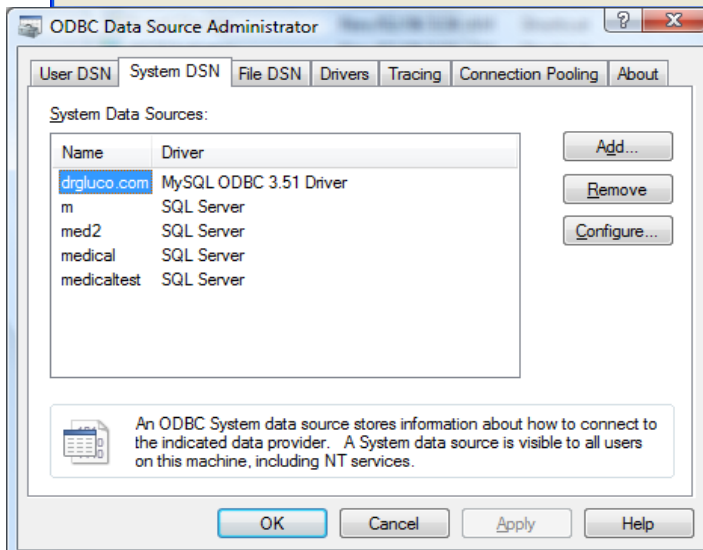 ODBC Data Source Administrator
?
User DSN System DSN File DSN Drivers Tracing Connection Pooling About
System Data Sources:
Name Driver
drgluco.com MySQL ODBC 3.51 Driver
m SQL Server
med2 SQL Server
medical SQL Server
medicaltest SQL Server
Add...
Remove
Configure...
An ODBC System data source stores information about how to connect to
the indicated data provider. A System data source is visible to all users
on this machine, including NT services.
OK Cancel Apply Help